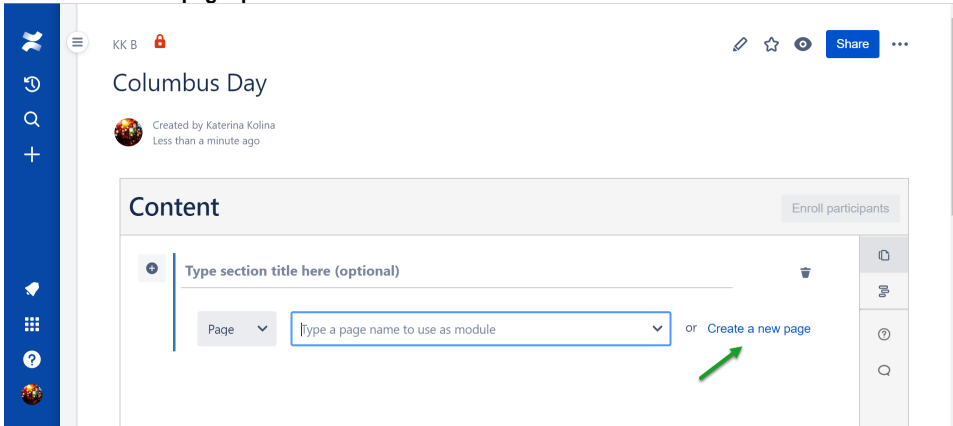 KK B
Share
Columbus Day
Created by Katerina Kolina
Less than a minute ago
Content
Enroll participants
Type section title here (optional)
Page
Type a page name to use as module
or Create a new page